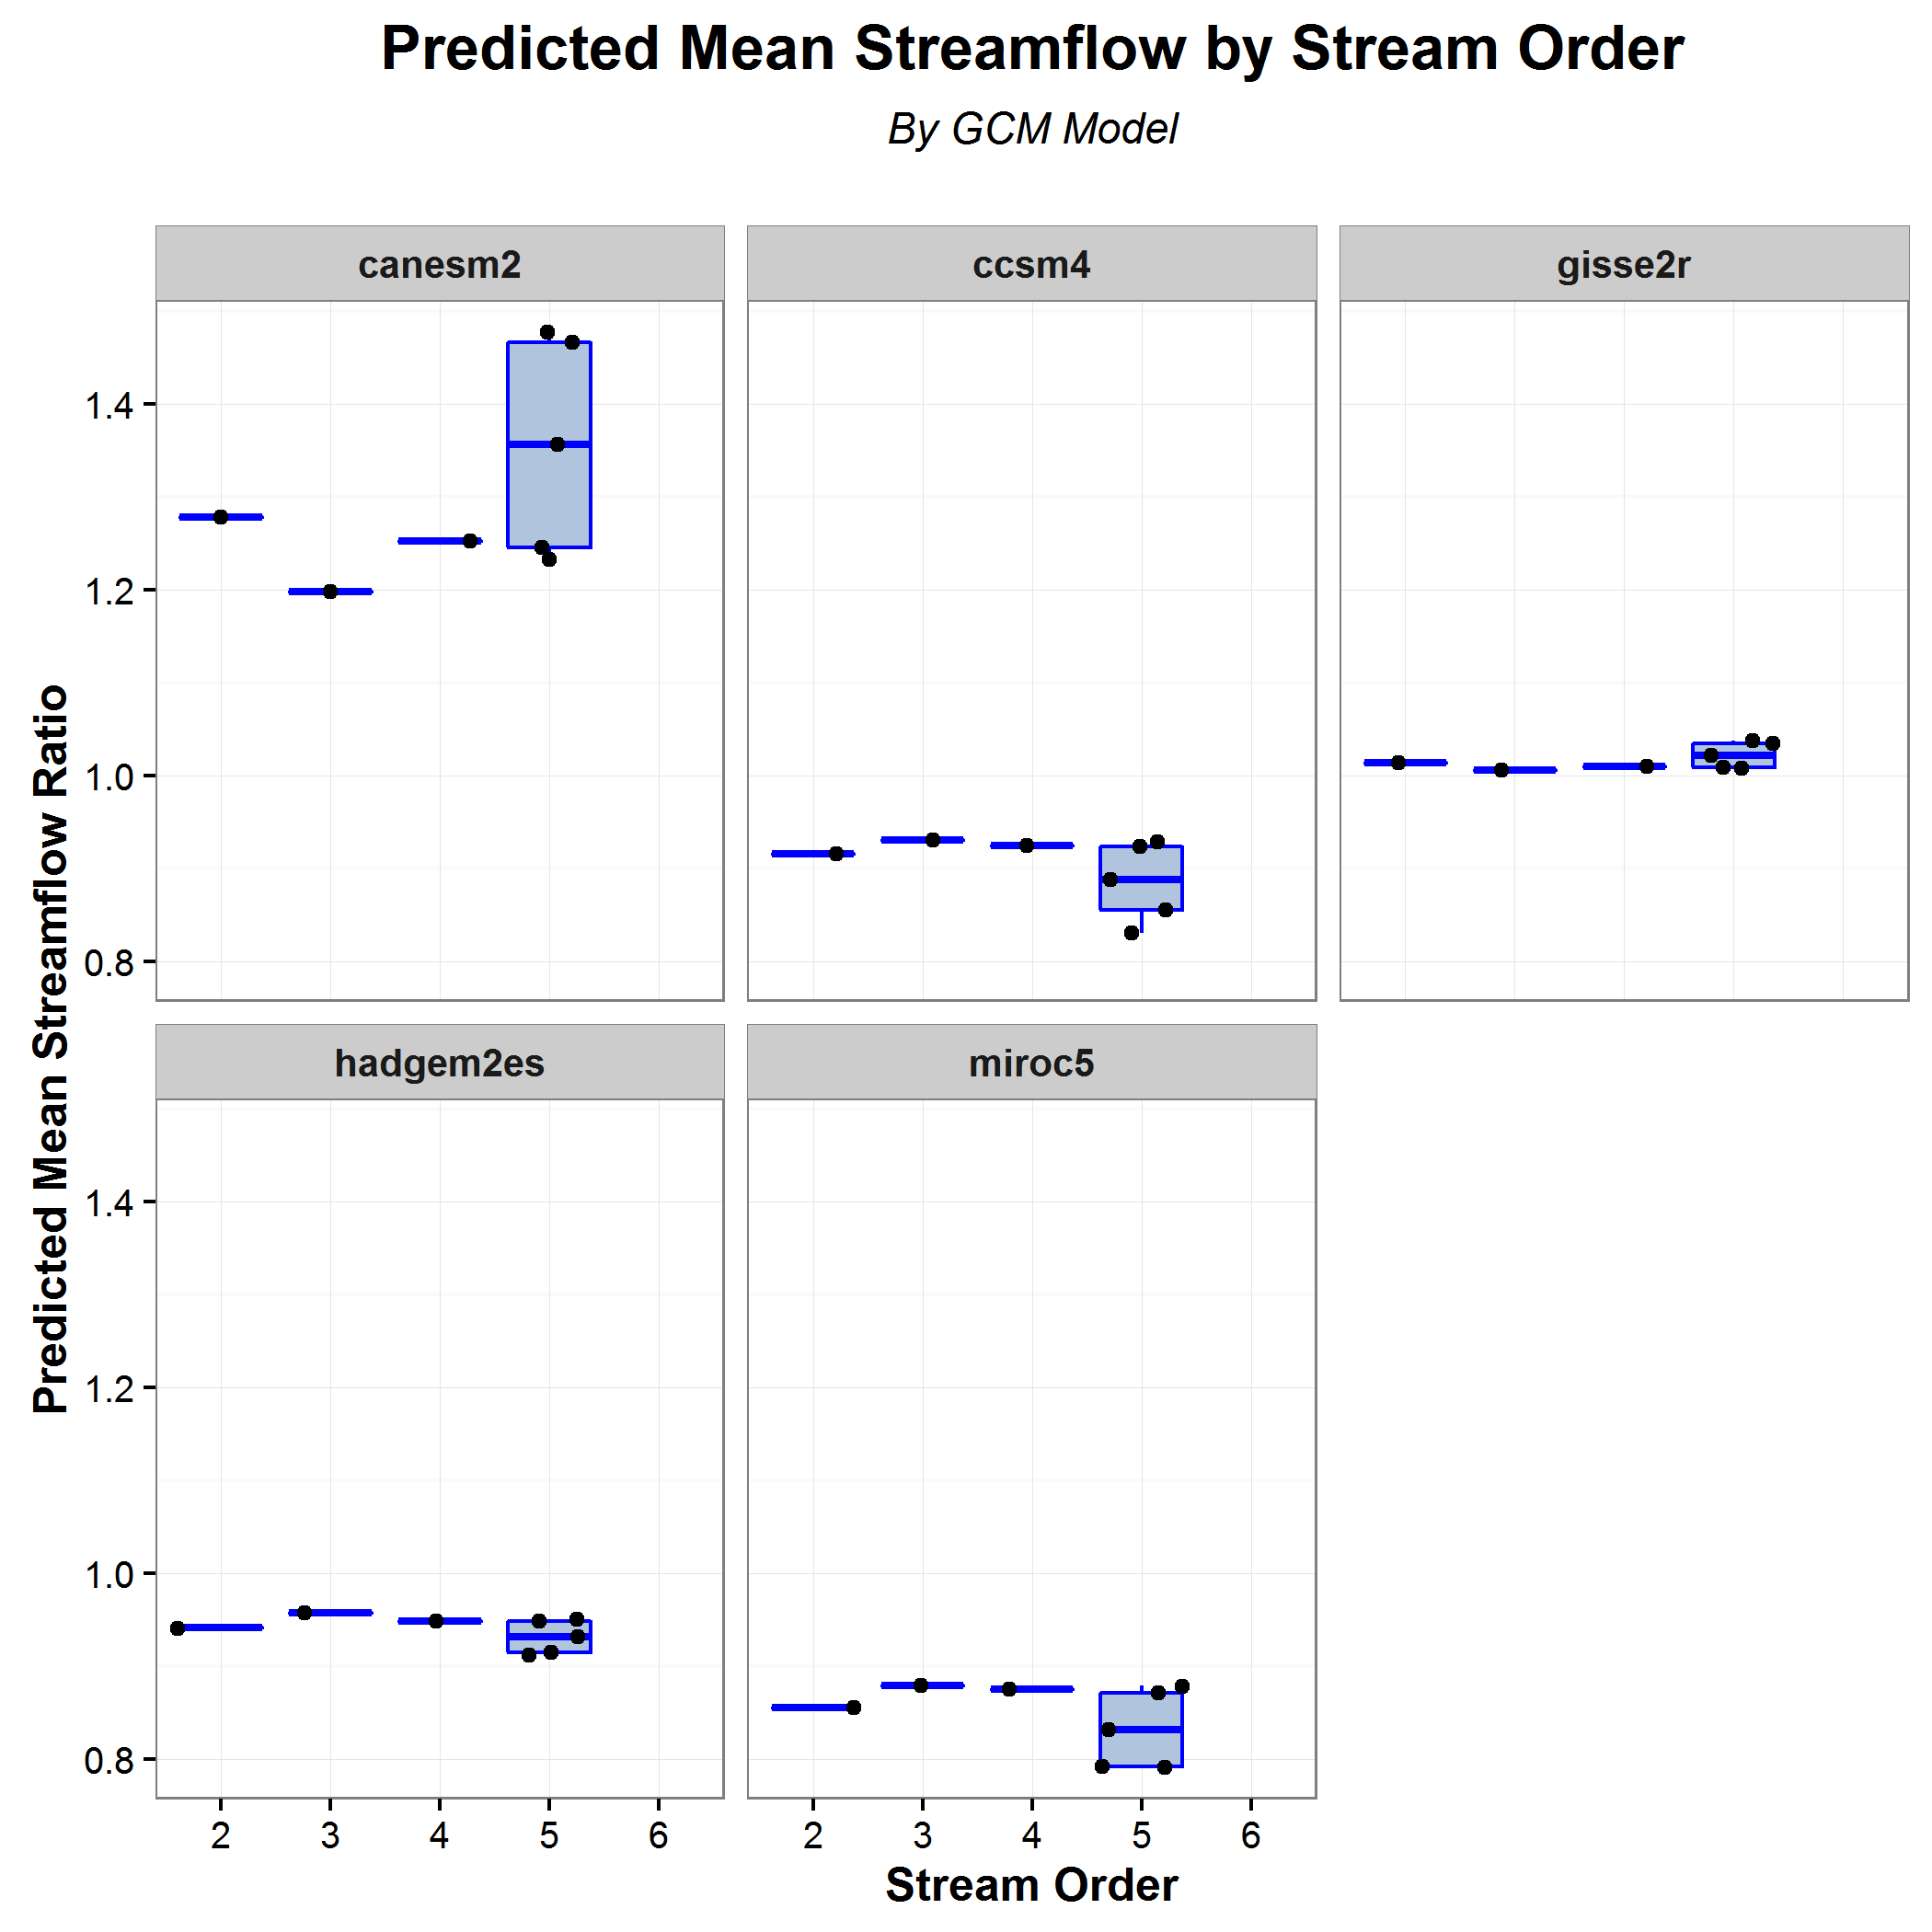 Predicted Mean Streamflow by Stream Order
By GCM Model
canesm2
ccsm4
gisse2r
1.4
1.2
1.0
0.8
Predicted Mean Streamflow Ratio
hadgem2es
miroc5
1.4
1.2
1.0
0.8
2 3 4 5 6
2 3 4 5 6
Stream Order